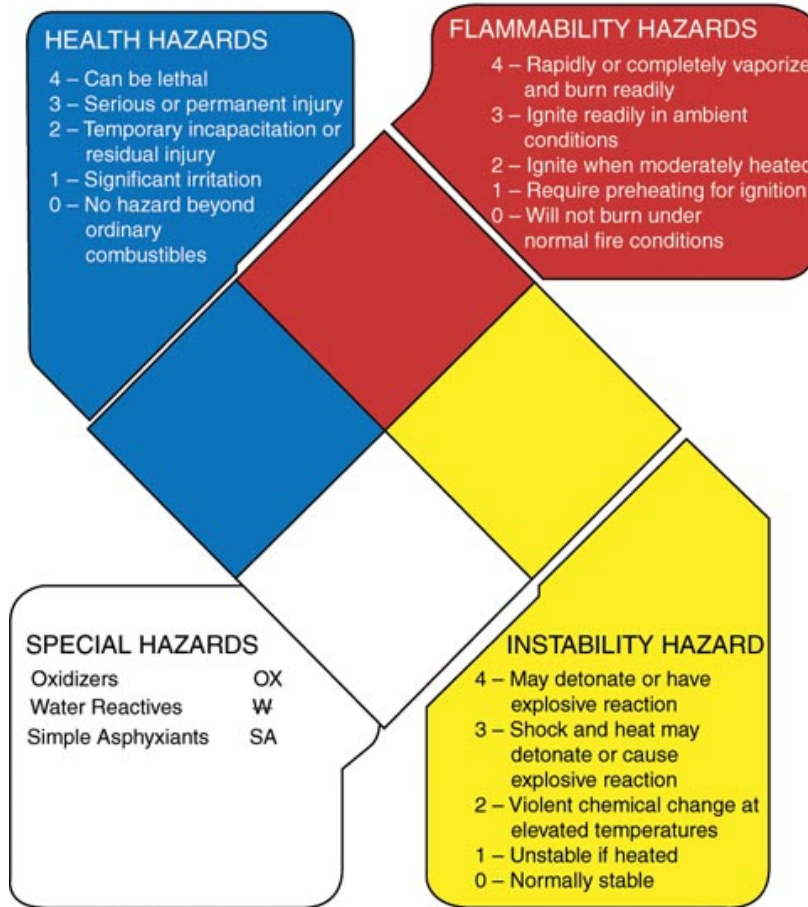 HEALTH HAZARDS
4 – Can be lethal
3 – Serious or permanent injury
2 – Temporary incapacitation or
residual injury
1 – Significant irritation
0 – No hazard beyond
ordinary
combustibles
FLAMMABILITY HAZARDS
4 – Rapidly or completely vaporize
and burn readily
3 – Ignite readily in ambient
conditions
2 – Ignite when moderately heated
1 – Require preheating for ignition
0 – Will not burn under
normal fire conditions
SPECIAL HAZARDS
Oxidizers OX
Water Reactives W̶
Simple Asphyxiants SA
INSTABILITY HAZARD
4 – May detonate or have
explosive reaction
3 – Shock and heat may
detonate or cause
explosive reaction
2 – Violent chemical change at
elevated temperatures
1 – Unstable if heated
0 – Normally stable